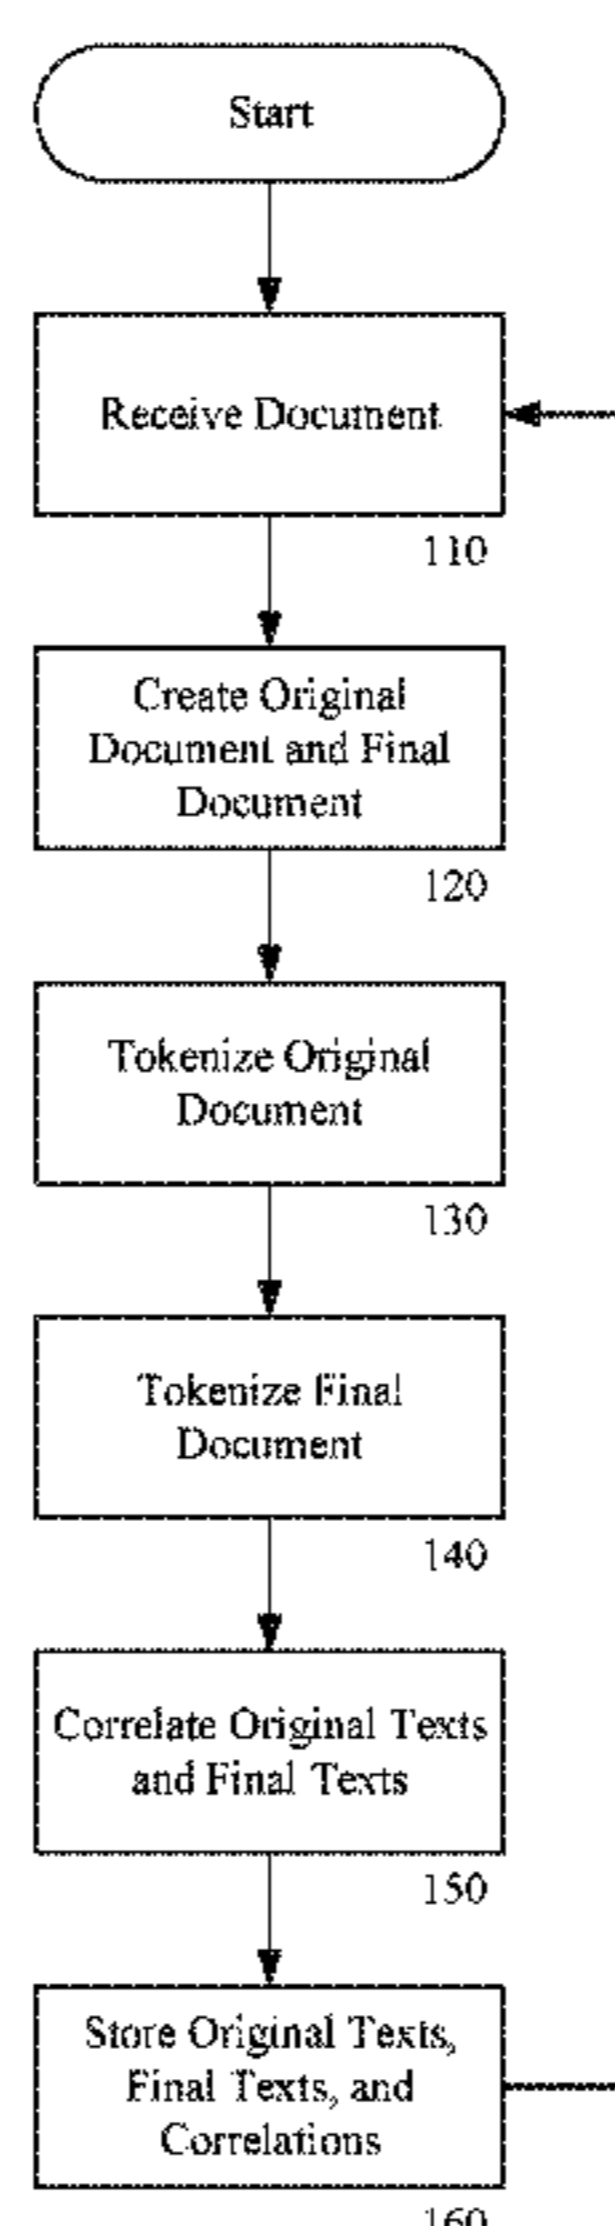 Start
Receive Document
110
Create Original
Document and Final
Document
120
Tokenize Original
Document
130
Tokenize Final
Document
140
Correlate Original Texts
and Final Texts
150
Store Original Texts,
Final Texts, and
Correlations
160